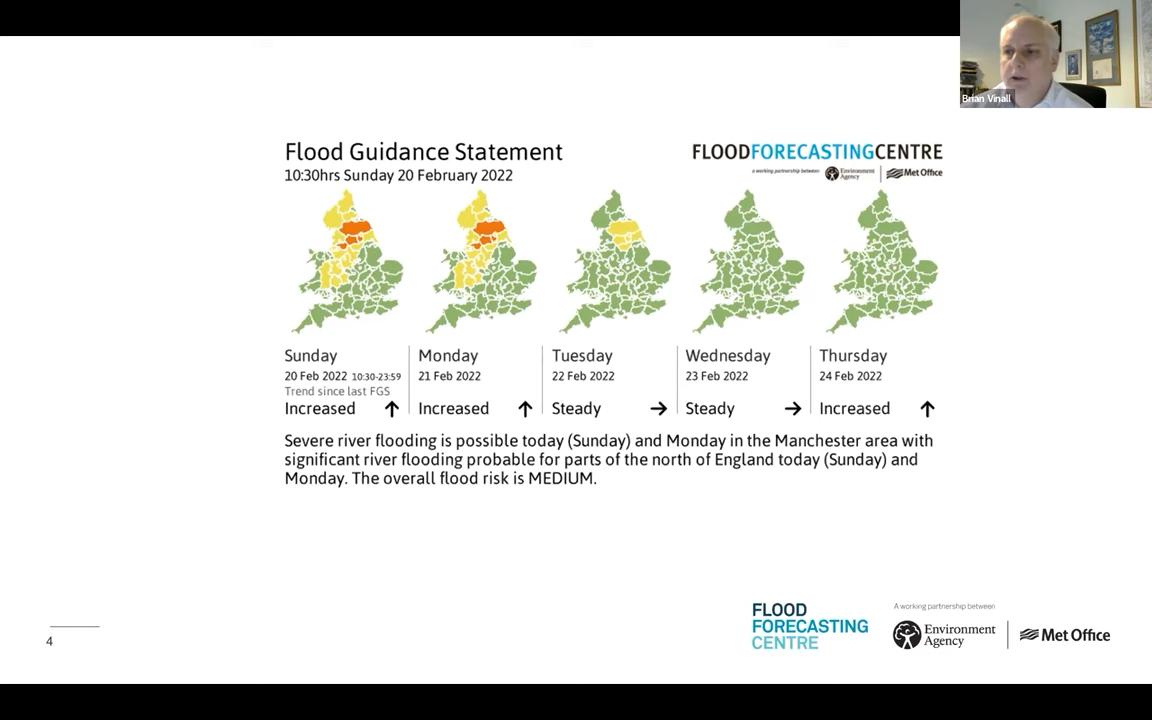 Brian Vinall
Flood Guidance Statement
10:30hrs Sunday 20 February 2022
FLOODFORECASTINGCENTRE
a working partnership between
Environment
Agency
Met Office
Sunday
20 Feb 2022 10:30-23:59
Trend since last FGS
Increased
Monday
21 Feb 2022
Increased
Tuesday
22 Feb 2022
Steady
Wednesday
23 Feb 2022
Steady
Thursday
24 Feb 2022
Increased
Severe river flooding is possible today (Sunday) and Monday in the Manchester area with
significant river flooding probable for parts of the north of England today (Sunday) and
Monday. The overall flood risk is MEDIUM.
4
FLOOD
FORECASTING
CENTRE
A working partnership between
Environment
Agency
Met Office